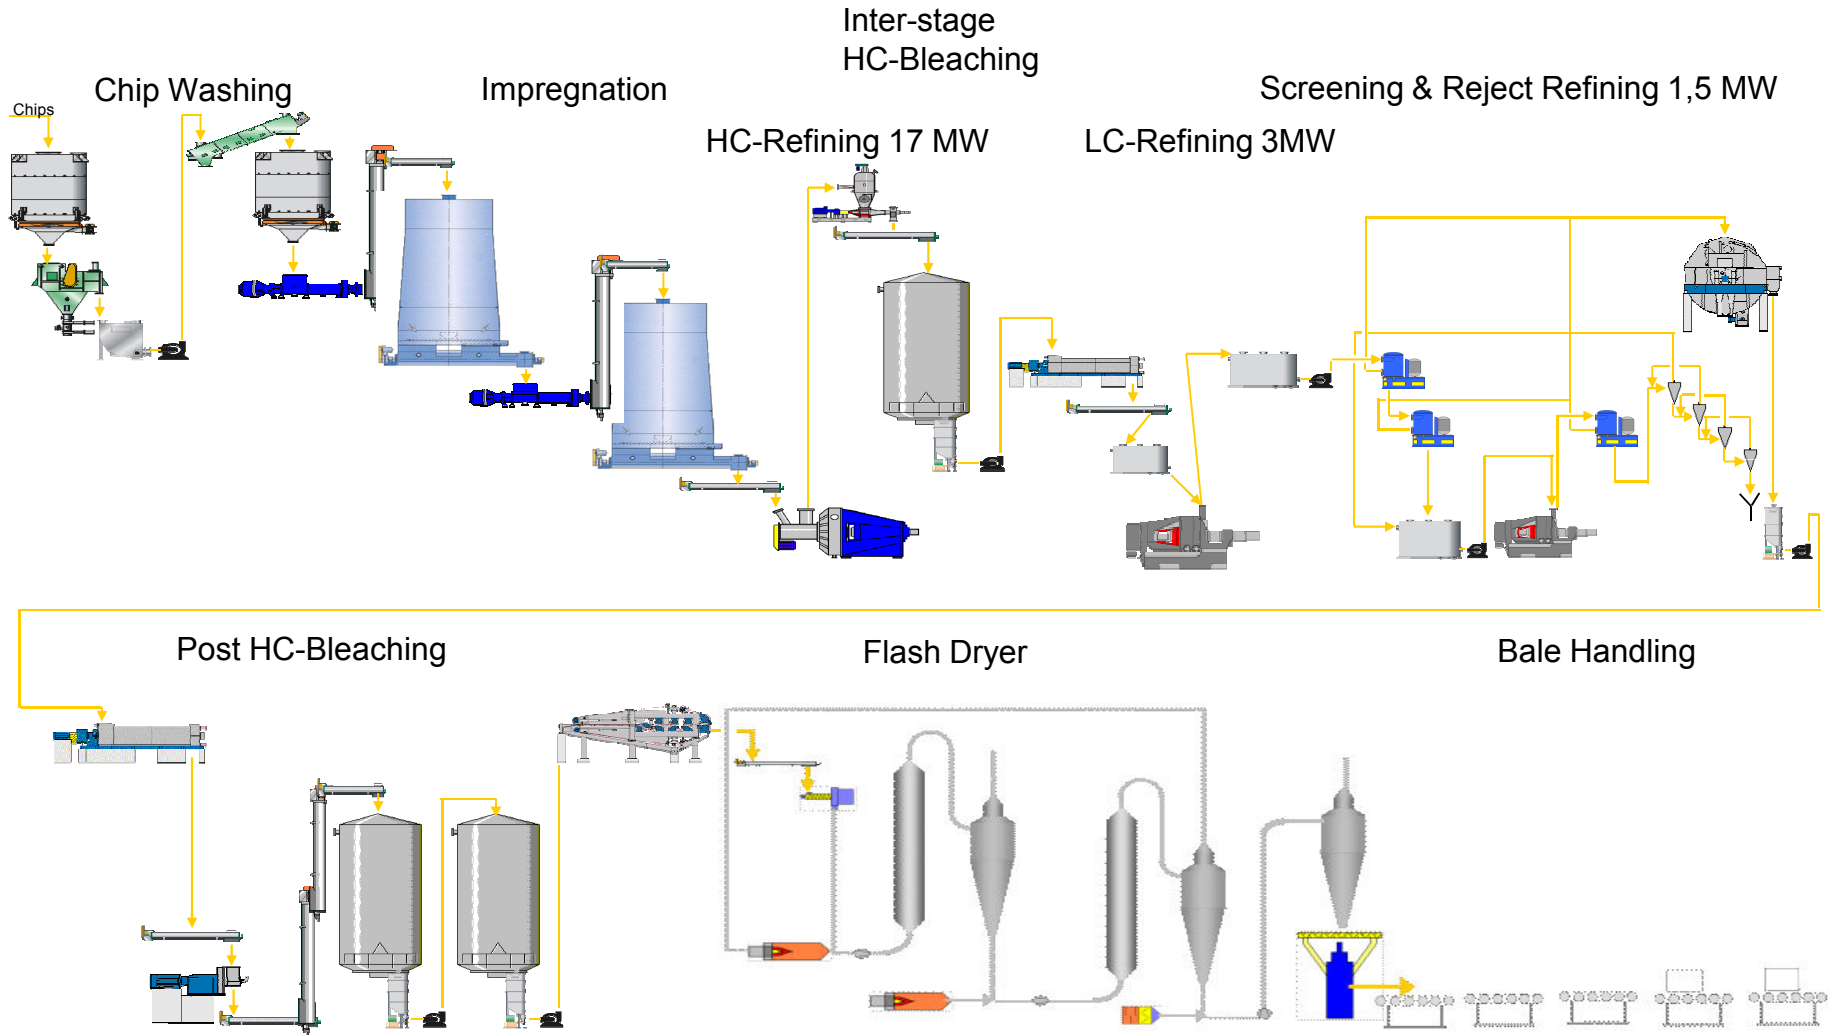 Inter-stage
HC-Bleaching
Chip Washing
Impregnation
Screening & Reject Refining 1,5 MW
Chips
HC-Refining 17 MW
LC-Refining 3MW
Post HC-Bleaching
Flash Dryer
Bale Handling